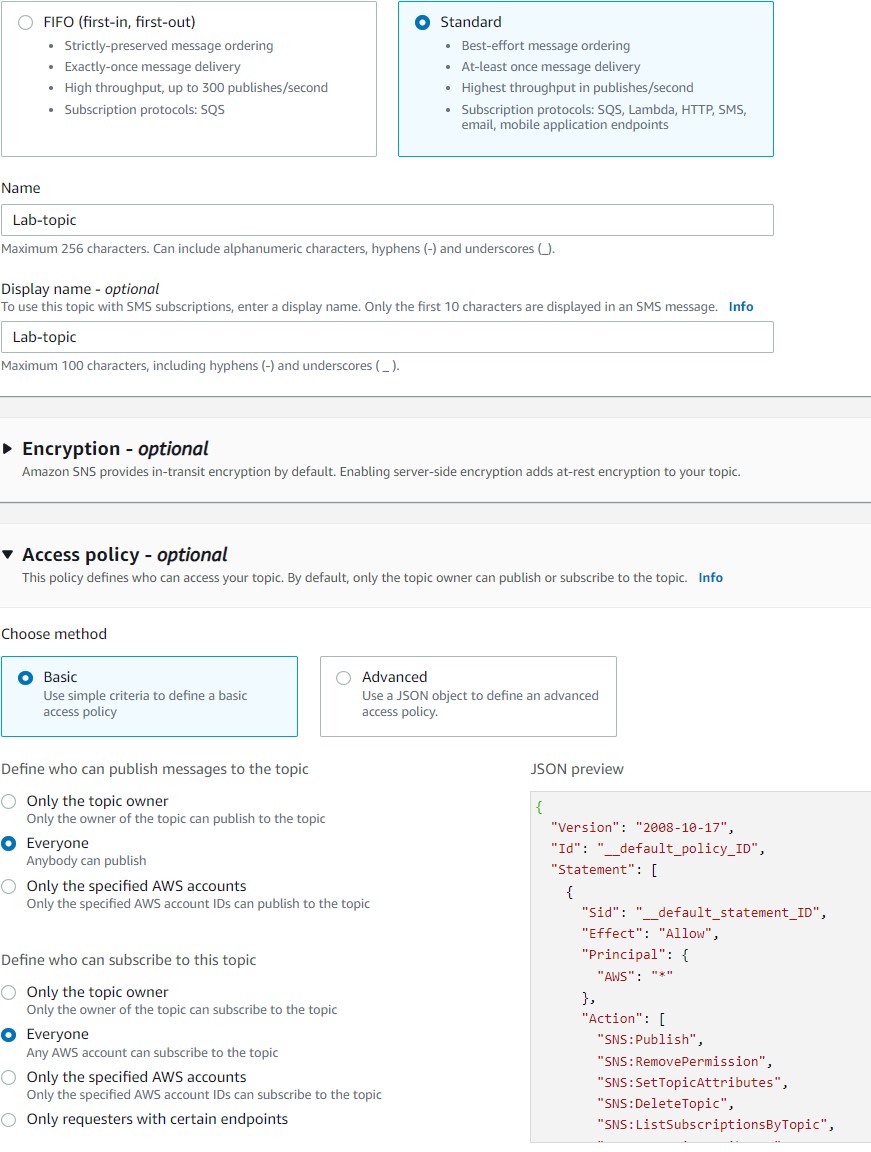 FIFO (first-in, first-out)
• Strictly-preserved message ordering
• Exactly-once message delivery
• High throughput, up to 300 publishes/second
• Subscription protocols: SQS
Standard
• Best-effort message ordering
• At-least once message delivery
• Highest throughput in publishes/second
• Subscription protocols: SQS, Lambda, HTTP, SMS,
email, mobile application endpoints
Name
Lab-topic
Maximum 256 characters. Can include alphanumeric characters, hyphens (-) and underscores (_).
Display name - optional
To use this topic with SMS subscriptions, enter a display name. Only the first 10 characters are displayed in an SMS message. Info
Lab-topic
Maximum 100 characters, including hyphens (-) and underscores ( _ ).
Encryption - optional
Amazon SNS provides in-transit encryption by default. Enabling server-side encryption adds at-rest encryption to your topic.
Access policy - optional
This policy defines who can access your topic. By default, only the topic owner can publish or subscribe to the topic. Info
Choose method
Basic
Use simple criteria to define a basic
access policy
Advanced
Use a JSON object to define an advanced
access policy.
Define who can publish messages to the topic
Only the topic owner
Only the owner of the topic can publish to the topic
Everyone
Anybody can publish
Only the specified AWS accounts
Only the specified AWS account IDs can publish to the topic
Define who can subscribe to this topic
Only the topic owner
Only the owner of the topic can subscribe to the topic
Everyone
Any AWS account can subscribe to the topic
Only the specified AWS accounts
Only the specified AWS account IDs can subscribe to the topic
Only requesters with certain endpoints
JSON preview
{
"Version": "2008-10-17",
"Id": "__default_policy_ID",
"Statement": [
{
"Sid": "__default_statement_ID",
"Effect": "Allow",
"Principal": {
"AWS": "*"
},
"Action": [
"SNS:Publish",
"SNS:RemovePermission",
"SNS:SetTopicAttributes",
"SNS:DeleteTopic",
"SNS:ListSubscriptionsByTopic",